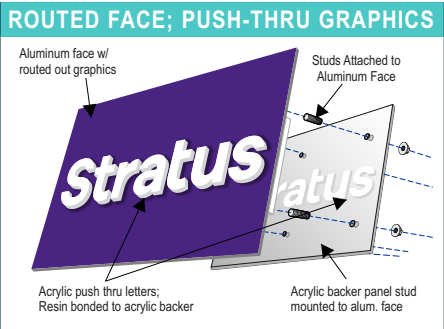 ROUTED FACE; PUSH-THRU GRAPHICS
Aluminum face w/
routed out graphics
Studs Attached to
Aluminum Face
Stratus
ratus
Acrylic push thru letters;
Resin bonded to acrylic backer
Acrylic backer panel stud
mounted to alum. face